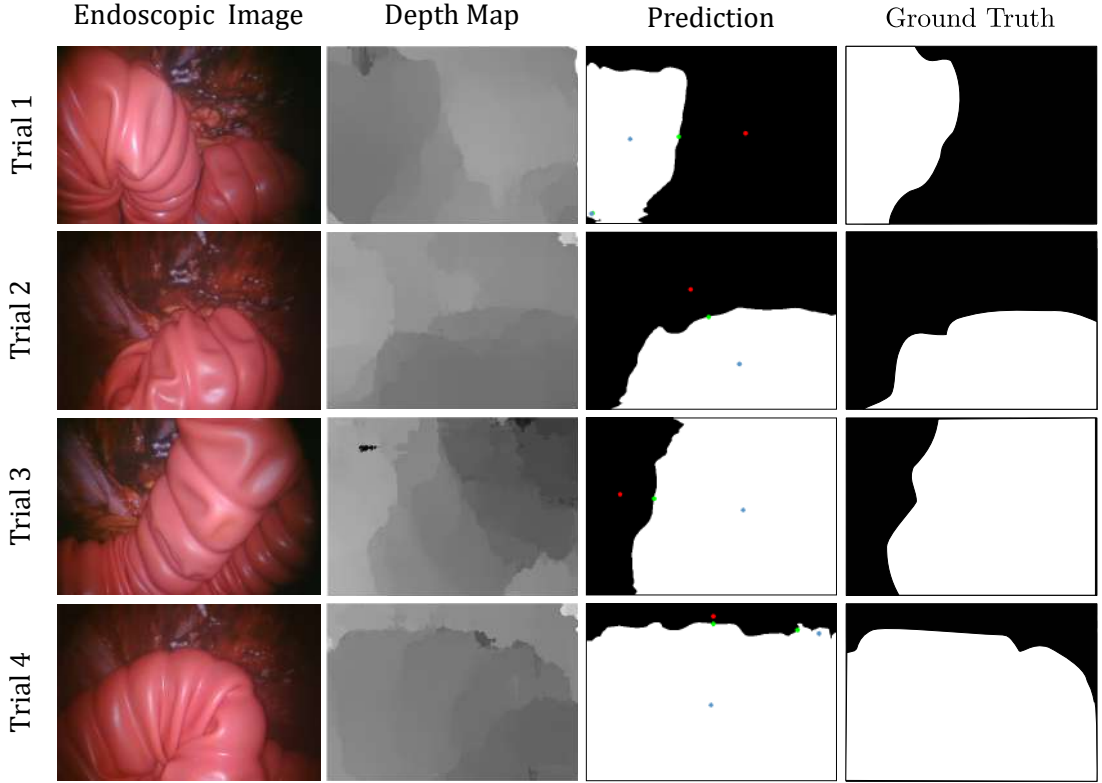 Endoscopic Image Depth Map Prediction Ground Truth
Trial 1
Trial 2
Trial 3
Trial 4